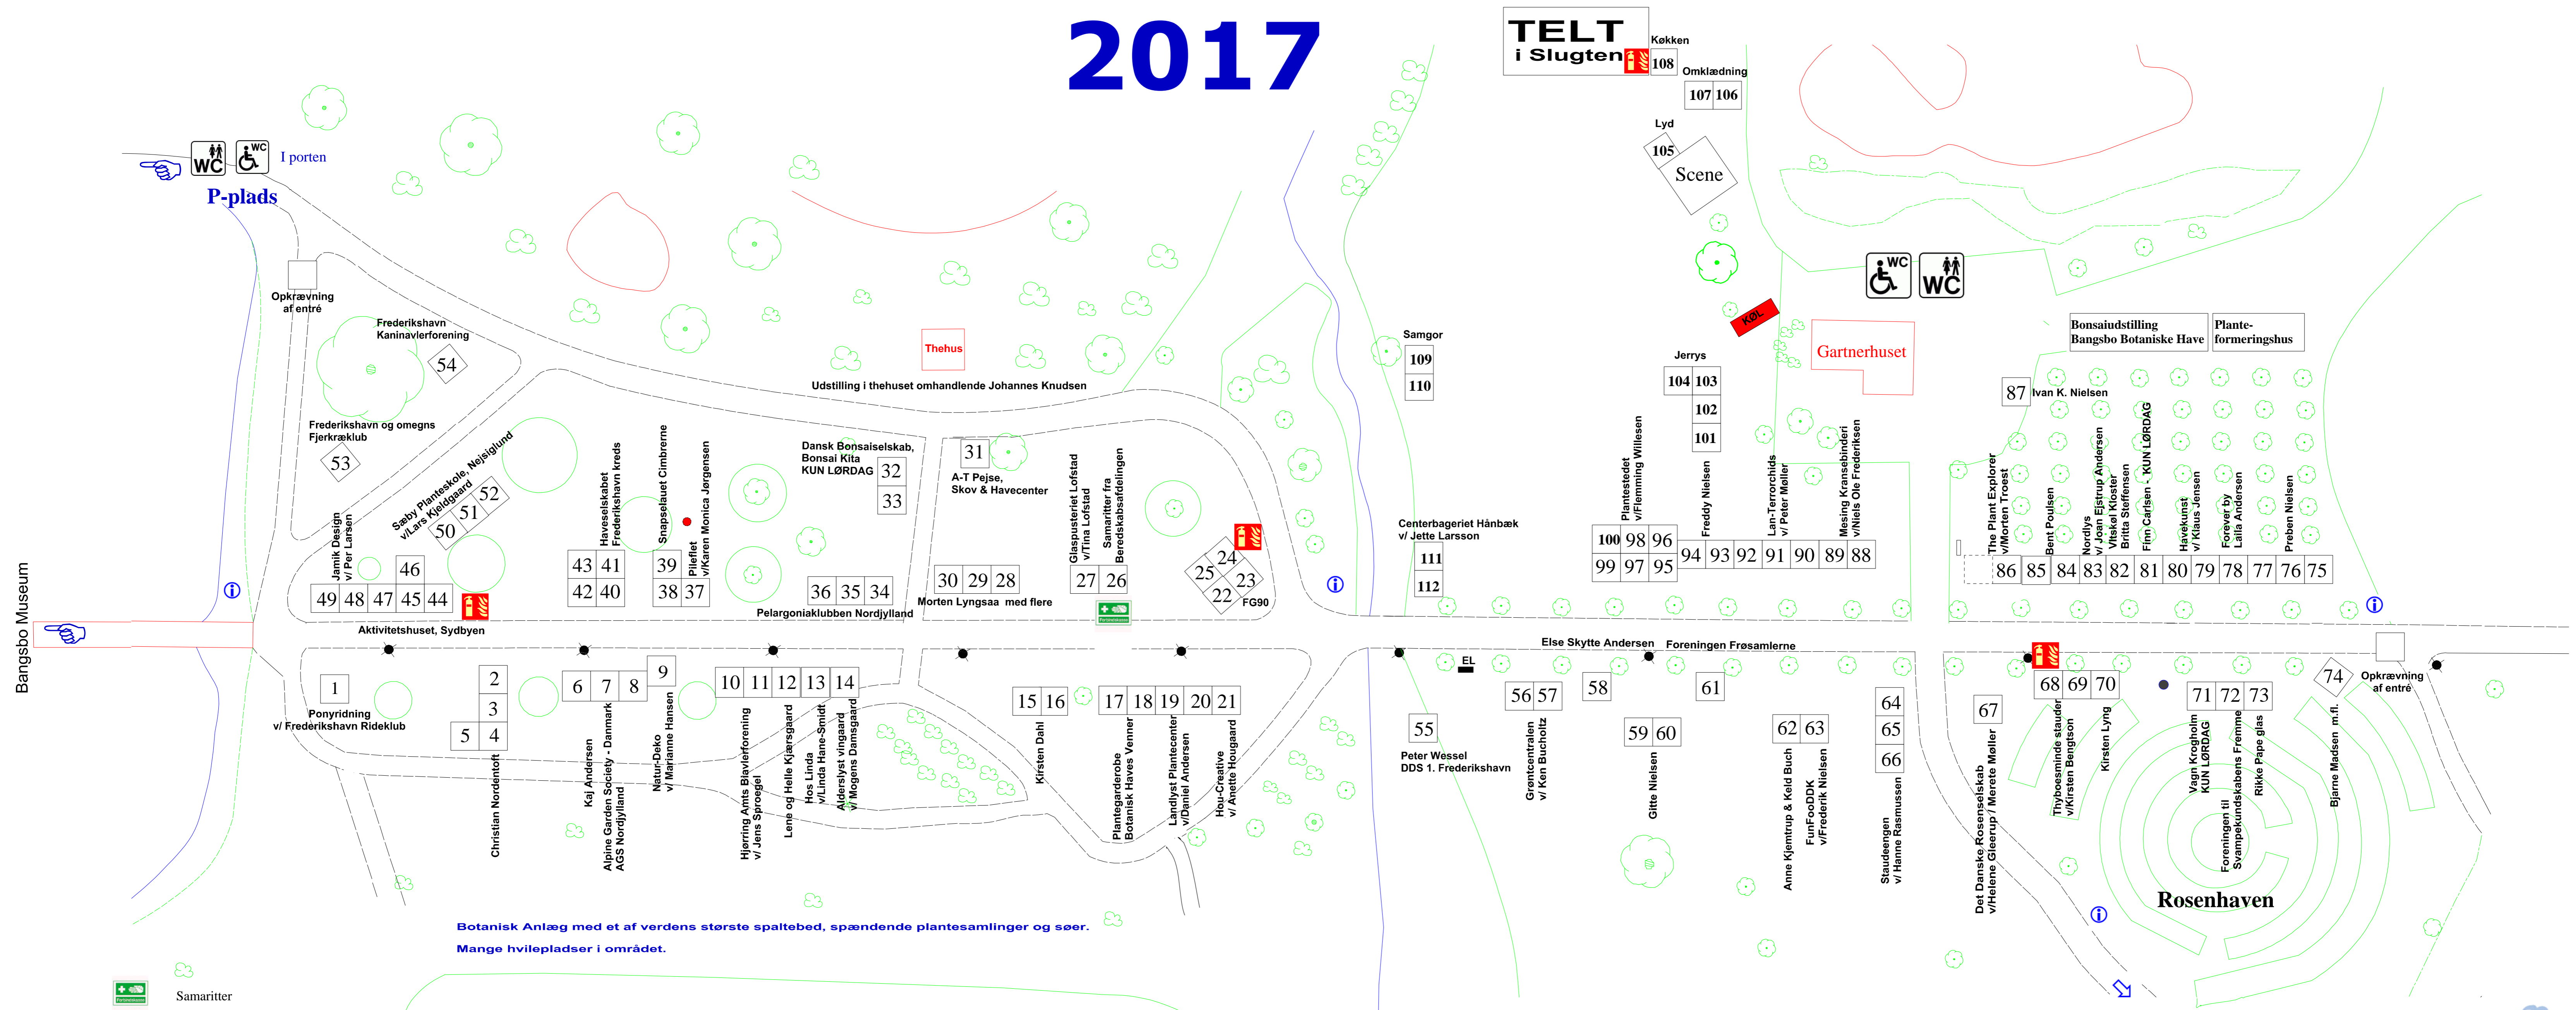 2017
TELT
i Slugten
Køkken
108
Omklædning
107 106
Lyd
105
Scene
WC
WC
I porten
P-plads
Opkrævning
af entré
Frederikshavn
Kaninavlerforening
54
Frederikshavn og omegns
Fjerkræklub
53
Thehus
Udstilling i thehuset omhandlende Johannes Knudsen
Samgor
109
110
KØL
WC
WC
Gartnerhuset
Jerrys
104 103
102
101
Bonsaiudstilling
Bangsbo Botaniske Have
Plante-
formeringshus
87
Ivan K. Nielsen
Sæby Planteskole, Nejsiglund
v/Lars Kjeldgaard
50 51 52
Jamik Design
v/ Per Larsen
46
49 48 47 45 44
Aktivitetshuset, Sydbyen
Haveselskabet
Frederikshavn kreds
43 41
42 40
Snapselauet Cimbrerne
39
38 37
Pileflet
v/Karen Monica Jørgensen
Dansk Bonsaiselskab,
Bonsai Kita
KUN LØRDAG
32
33
31
A-T Pejse,
Skov & Havecenter
36 35 34
Pelargoniaklubben Nordjylland
30 29 28
Morten Lyngsaa med flere
Glaspusteriet Lofstad
v/Tina Lofstad
Samaritter fra
Beredskabsafdelingen
27 26
25 24
22 23
FG90
Centerbageriet Hånbæk
v/ Jette Larsson
111
112
Plantestedet
v/Flemming Willesen
100 98 96
99 97 95
Freddy Nielsen
Lan-Terrorchids
v/ Peter Møller
Mesing Kransebinderi
v/Niels Ole Frederiksen
94 93 92 91 90 89 88
The Plant Explorer
v/Morten Troest
Bent Poulsen
Nordlys
v/ Joan Ejstrup Andersen
Vitskøl Kloster
Britta Steffensen
Finn Carlsen - KUN LØRDAG
Havekunst
v/ Klaus Jensen
Forever by
Laila Andersen
Preben Nielsen
86 85 84 83 82 81 80 79 78 77 76 75
Bangsbo Museum
1
Ponyridning
v/ Frederikshavn Rideklub
2
3
5 4
Christian Nordentoft
6 7 8
9
Kaj Andersen
Alpine Garden Society - Danmark
AGS Nordjylland
Natur-Deko
v/ Marianne Hansen
10 11 12 13 14
Hjørring Amts Biavlerforening
v/ Jens Sproegel
Lene og Helle Kjærsgaard
Hos Linda
v/Linda Hane-Smidt
Alderslyst vingaard
v/ Mogens Damsgaard
15 16
Kirsten Dahl
17 18 19 20 21
Plantegarderobe
Botanisk Haves Venner
Landlyst Plantecenter
v/Daniel Andersen
Hou-Creative
v/ Anette Hougaard
EL
55
Peter Wessel
DDS 1. Frederikshavn
56 57
Grøntcentralen
v/ Ken Bucholtz
Else Skytte Andersen
58
Foreningen Frøsamlerne
61
59 60
Gitte Nielsen
62 63
Anne Kjemtrup & Keld Buch
FunFooDDK
v/Frederik Nielsen
64
65
66
Staudeengen
v/ Hanne Rasmussen
67
Det Danske Rosenselskab
v/Helene Gleerup / Merete Møller
68 69 70
Thyboesminde stauder
v/Kirsten Bengtson
Kirsten Lyng
71 72 73
Vagn Krogholm
KUN LØRDAG
Foreningen til
Svampekundskabens Fremme
Rikke Pape glas
74
Bjarne Madsen m.fl.
Opkrævning
af entré
Rosenhaven
Botanisk Anlæg med et af verdens største spaltebed, spændende plantesamlinger og søer.
Mange hvilepladser i området.
Samaritter